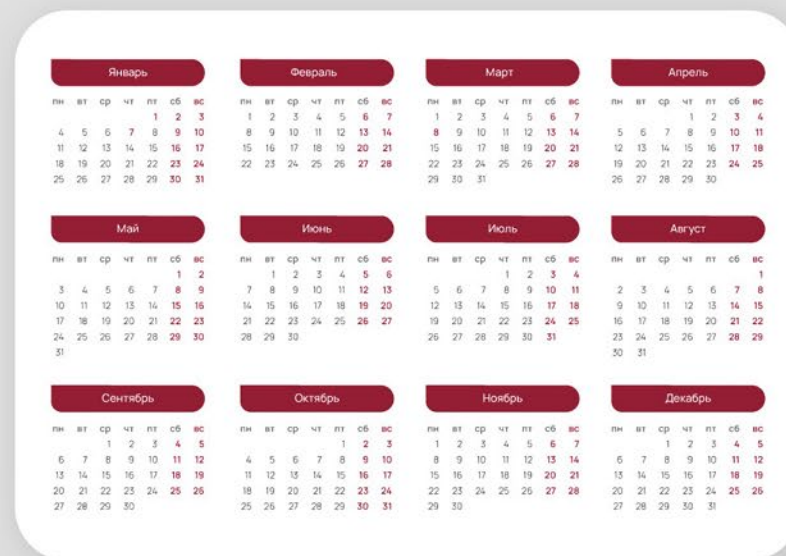 Январь
пн вт ср чт пт сб вс
1 2 3
4 5 6 7 8 9 10
11 12 13 14 15 16 17
18 19 20 21 22 23 24
25 26 27 28 29 30 31
Февраль
пн вт ср чт пт сб вс
1 2 3 4 5 6 7
8 9 10 11 12 13 14
15 16 17 18 19 20 21
22 23 24 25 26 27 28
Март
пн вт ср чт пт сб вс
1 2 3 4 5 6 7
8 9 10 11 12 13 14
15 16 17 18 19 20 21
22 23 24 25 26 27 28
29 30 31
Апрель
пн вт ср чт пт сб вс
1 2 3 4
5 6 7 8 9 10 11
12 13 14 15 16 17 18
19 20 21 22 23 24 25
26 27 28 29 30
Май
пн вт ср чт пт сб вс
1 2
3 4 5 6 7 8 9
10 11 12 13 14 15 16
17 18 19 20 21 22 23
24 25 26 27 28 29 30
31
Июнь
пн вт ср чт пт сб вс
1 2 3 4 5 6
7 8 9 10 11 12 13
14 15 16 17 18 19 20
21 22 23 24 25 26 27
28 29 30
Июль
пн вт ср чт пт сб вс
1 2 3 4
5 6 7 8 9 10 11
12 13 14 15 16 17 18
19 20 21 22 23 24 25
26 27 28 29 30 31
Август
пн вт ср чт пт сб вс
1
2 3 4 5 6 7 8
9 10 11 12 13 14 15
16 17 18 19 20 21 22
23 24 25 26 27 28 29
30 31
Сентябрь
пн вт ср чт пт сб вс
1 2 3 4 5
6 7 8 9 10 11 12
13 14 15 16 17 18 19
20 21 22 23 24 25 26
27 28 29 30
Октябрь
пн вт ср чт пт сб вс
1 2 3
4 5 6 7 8 9 10
11 12 13 14 15 16 17
18 19 20 21 22 23 24
25 26 27 28 29 30 31
Ноябрь
пн вт ср чт пт сб вс
1 2 3 4 5 6 7
8 9 10 11 12 13 14
15 16 17 18 19 20 21
22 23 24 25 26 27 28
29 30
Декабрь
пн вт ср чт пт сб вс
1 2 3 4 5
6 7 8 9 10 11 12
13 14 15 16 17 18 19
20 21 22 23 24 25 26
27 28 29 30 31